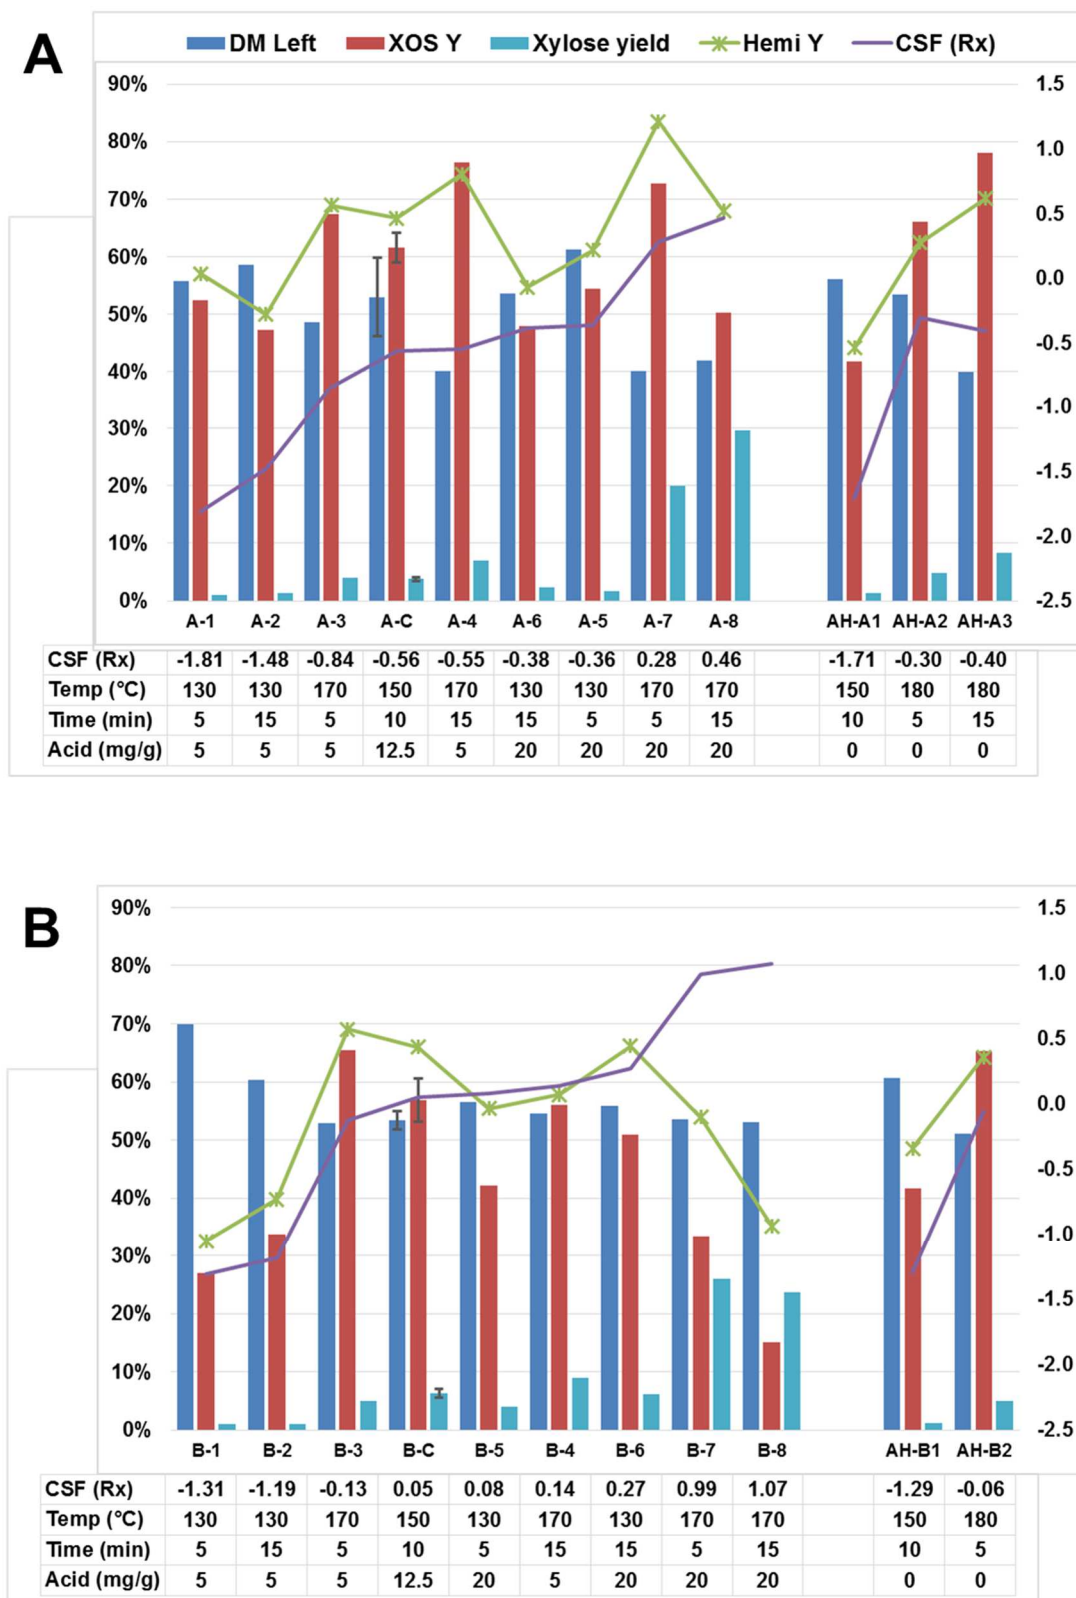 A
DM Left XOS Y Xylose yield Hemi Y CSF (Rx)
90% 1.5
80% 1.0
70% 0.5
60% 0.0
50% -0.5
40% -1.0
30% -1.5
20% -2.0
10% -2.5
0%
A-1 A-2 A-3 A-C A-4 A-6 A-5 A-7 A-8 AH-A1 AH-A2 AH-A3
CSF (Rx) -1.81 -1.48 -0.84 -0.56 -0.55 -0.38 -0.36 0.28 0.46 -1.71 -0.30 -0.40
Temp (°C) 130 130 170 150 170 130 130 170 170 150 180 180
Time (min) 5 15 5 10 15 15 5 5 15 10 5 15
Acid (mg/g) 5 5 5 12.5 5 20 20 20 20 0 0 0
B
90% 1.5
80% 1.0
70% 0.5
60% 0.0
50% -0.5
40% -1.0
30% -1.5
20% -2.0
10% -2.5
0%
B-1 B-2 B-3 B-C B-5 B-4 B-6 B-7 B-8 AH-B1 AH-B2
CSF (Rx) -1.31 -1.19 -0.13 0.05 0.08 0.14 0.27 0.99 1.07 -1.29 -0.06
Temp (°C) 130 130 170 150 130 170 130 170 170 150 180
Time (min) 5 15 5 10 5 15 15 5 15 10 5
Acid (mg/g) 5 5 5 12.5 20 5 20 20 20 0 0